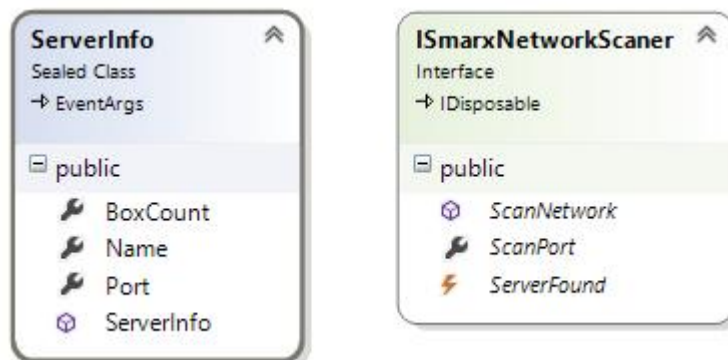 ServerInfo
Sealed Class
EventArgs
public
BoxCount
Name
Port
ServerInfo
ISmarxNetworkScaner
Interface
IDisposable
public
ScanNetwork
ScanPort
ServerFound